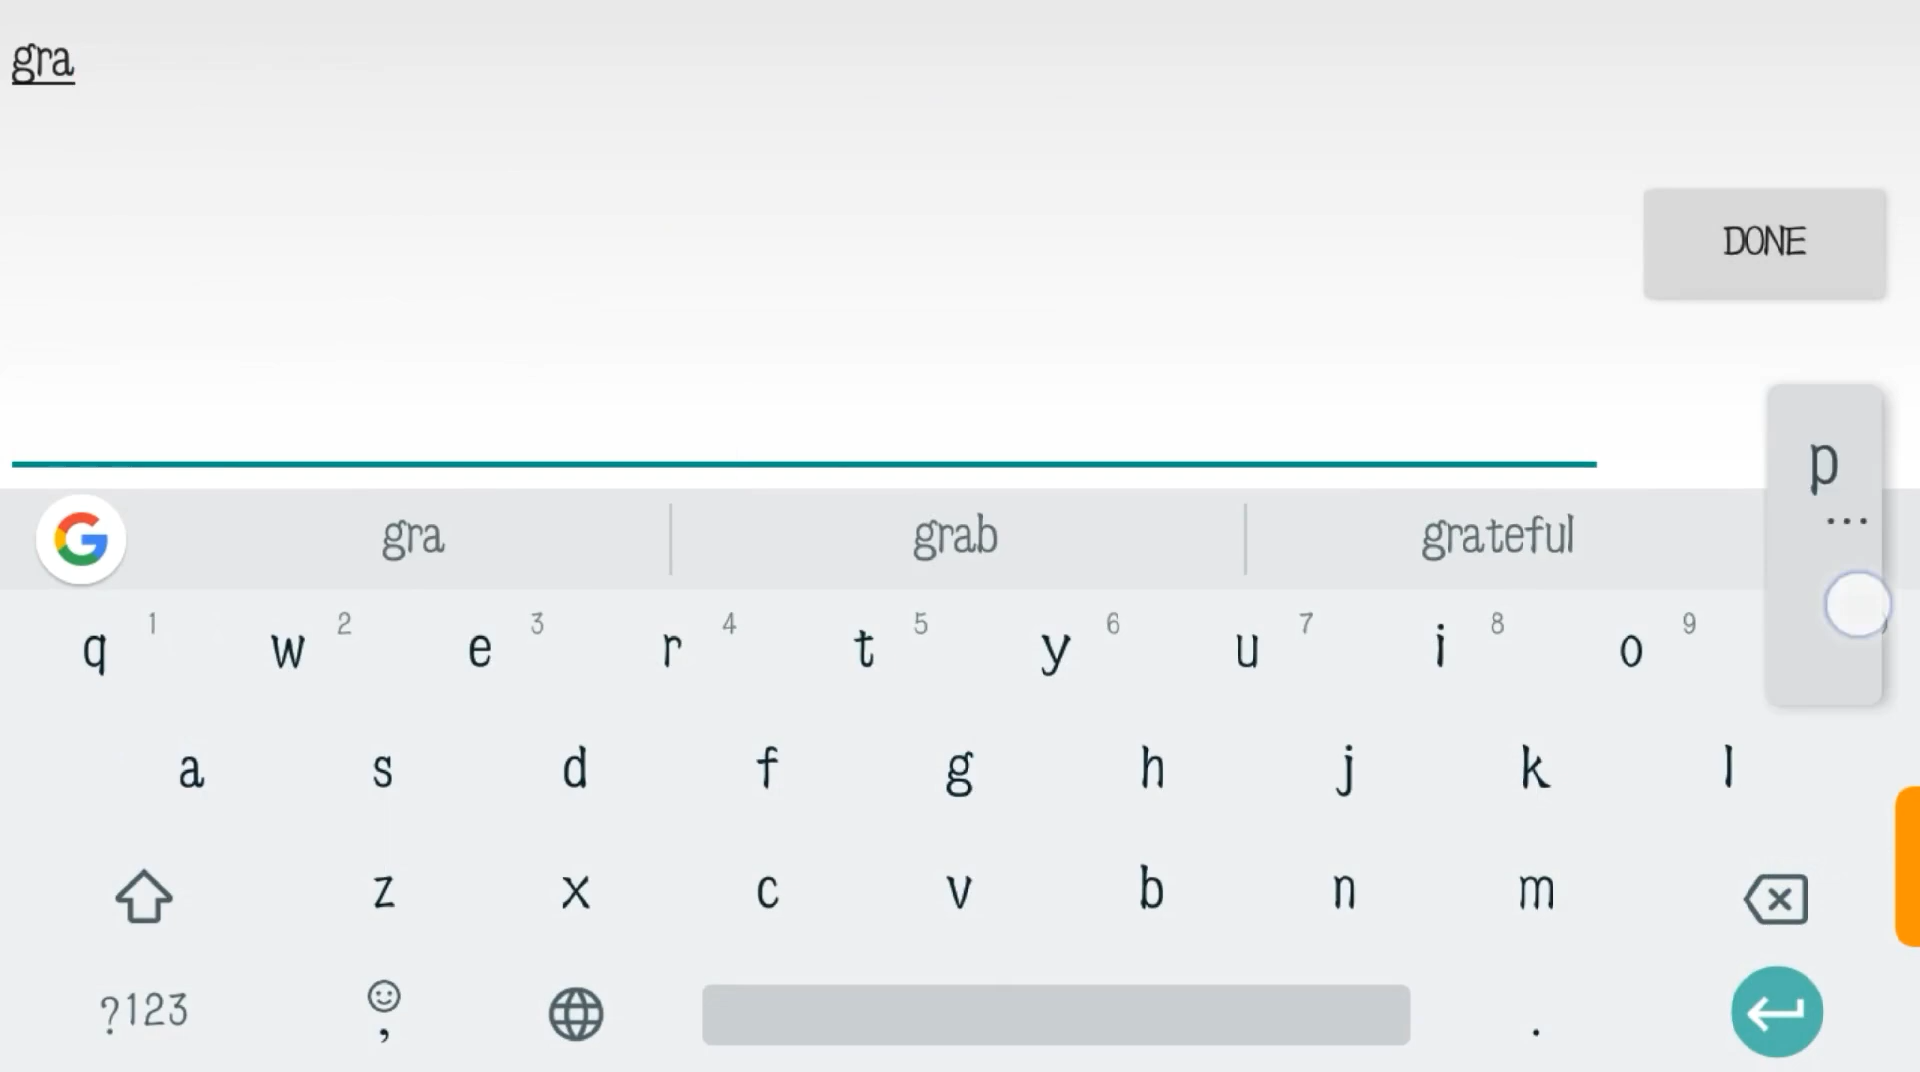 gra
DONE
p
...
gra grab grateful
q 1 w 2 e 3 r 4 t 5 y 6 u 7 i 8 o 9
a s d f g h j k l
z x c v b n m
?123 , .